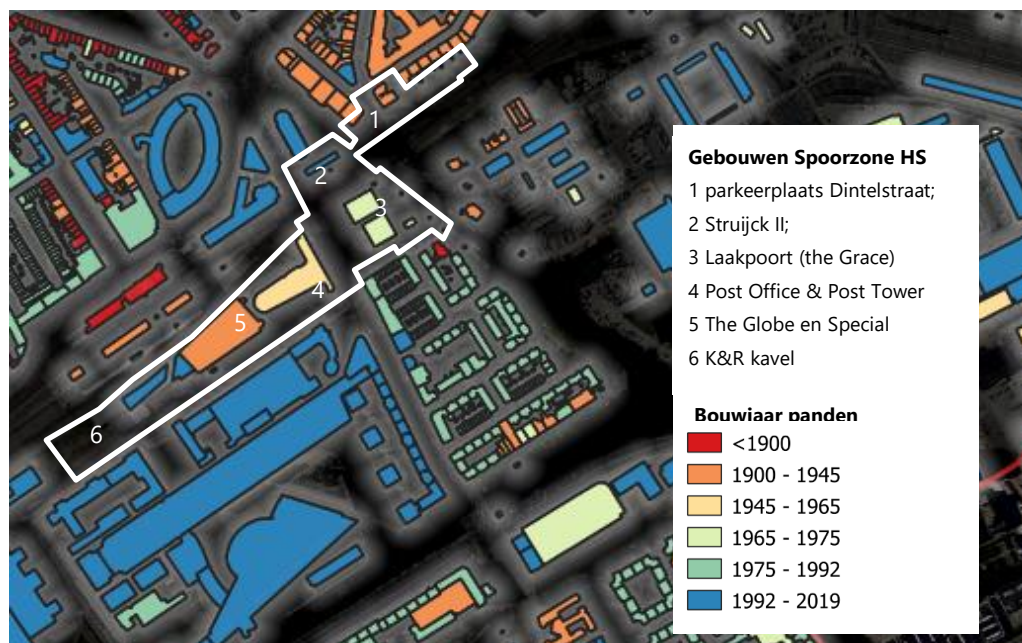 1
2
3
4
5
6
Gebouwen Spoorzone HS
1 parkeerplaats Dintelstraat;
2 Struijck II;
3 Laakpoort (the Grace)
4 Post Office & Post Tower
5 The Globe en Special
6 K&R kavel
Bouwjaar panden
<1900
1900 - 1945
1945 - 1965
1965 - 1975
1975 - 1992
1992 - 2019